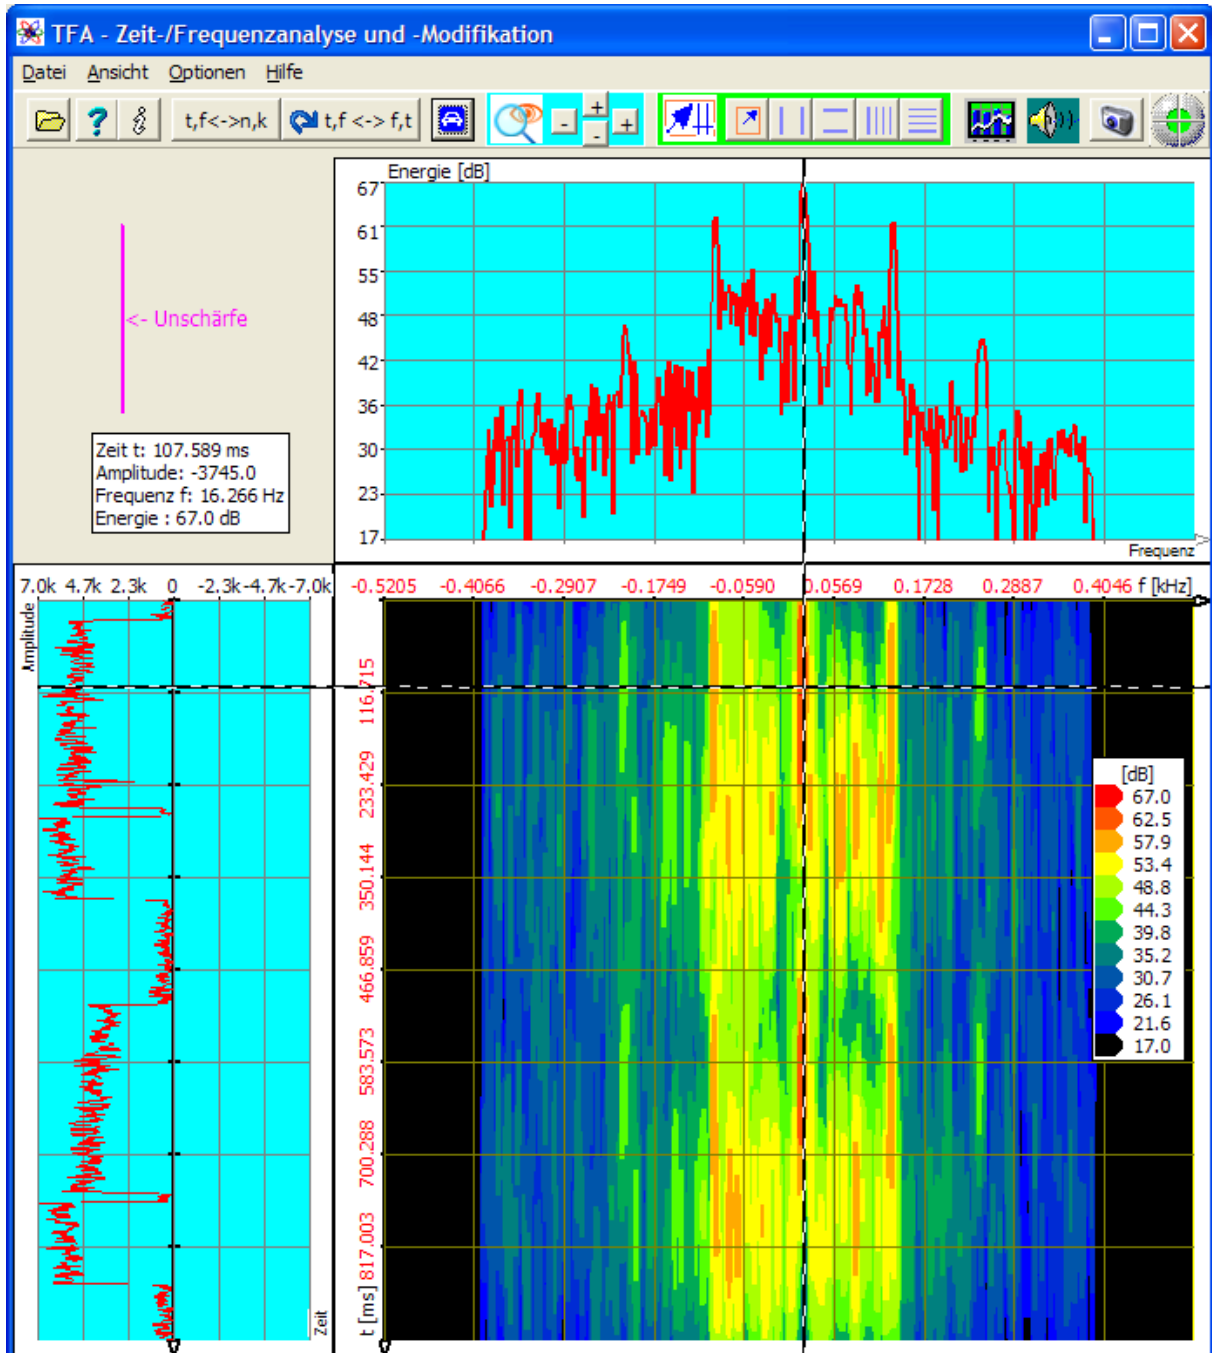 TFA - Zeit-/Frequenzanalyse und -Modifikation
Datei Ansicht Optionen Hilfe
? i t,f<->n,k t,f <-> f,t - + - +
Energie [dB]
67
61
55
48
42
36
30
23
17
Frequenz
<- Unschärfe
Zeit t: 107.589 ms
Amplitude: -3745.0
Frequenz f: 16.266 Hz
Energie : 67.0 dB
7.0k 4.7k 2.3k 0 -2.3k -4.7k -7.0k
Amplitude
Zeit
-0.5205 -0.4066 -0.2907 -0.1749 -0.0590 0.0569 0.1728 0.2887 0.4046 f [kHz]
116.715
233.429
350.144
466.859
583.573
700.288
817.003
t [ms]
[dB]
67.0
62.5
57.9
53.4
48.8
44.3
39.8
35.2
30.7
26.1
21.6
17.0